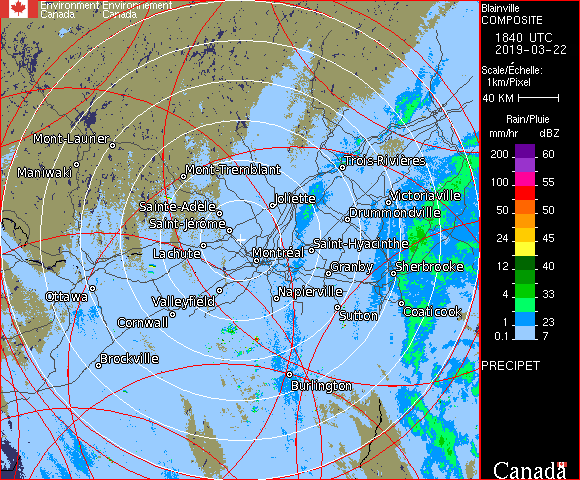 Environment Environnement
Canada Canada
Blainville
COMPOSITE
1840 UTC
2019-03-22
Scale/Échelle:
1km/Pixel
40 KM
Rain/Pluie
mm/hr dBZ
200 60
100 55
50 50
24 45
12 40
4 33
1 23
0.1 7
PRECIPET
Canada
Mont-Laurier
Maniwaki
Mont-Tremblant
Trois-Rivières
Joliette
Victoriaville
Sainte-Adèle
Drummondville
Saint-Jérôme
Saint-Hyacinthe
Lachute
Montréal
Granby
Sherbrooke
Ottawa
Valleyfield
Napierville
Cornwall
Sutton
Coaticook
Brockville
Burlington